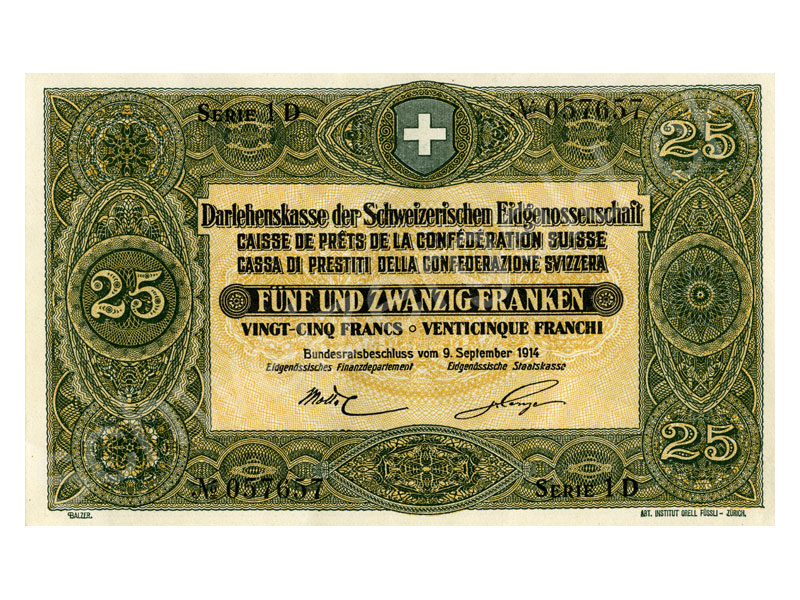 SERIE 1 D
№ 057657
25
Darlehenskasse der Schweizerischen Eidgenossenschaft
CAISSE DE PRÊTS DE LA CONFÉDÉRATION SUISSE
CASSA DI PRESTITI DELLA CONFEDERAZIONE SVIZZERA
25
FÜNF UND ZWANZIG FRANKEN
VINGT-CINQ FRANCS o VENTICINQUE FRANCHI
Bundesratsbeschluss vom 9. September 1914
Eidgenössisches Finanzdepartement Eidgenössische Staatskasse
25
№ 057657
SERIE 1 D
BALZER.
ART. INSTITUT ORELL FÜSSLI – ZÜRICH.